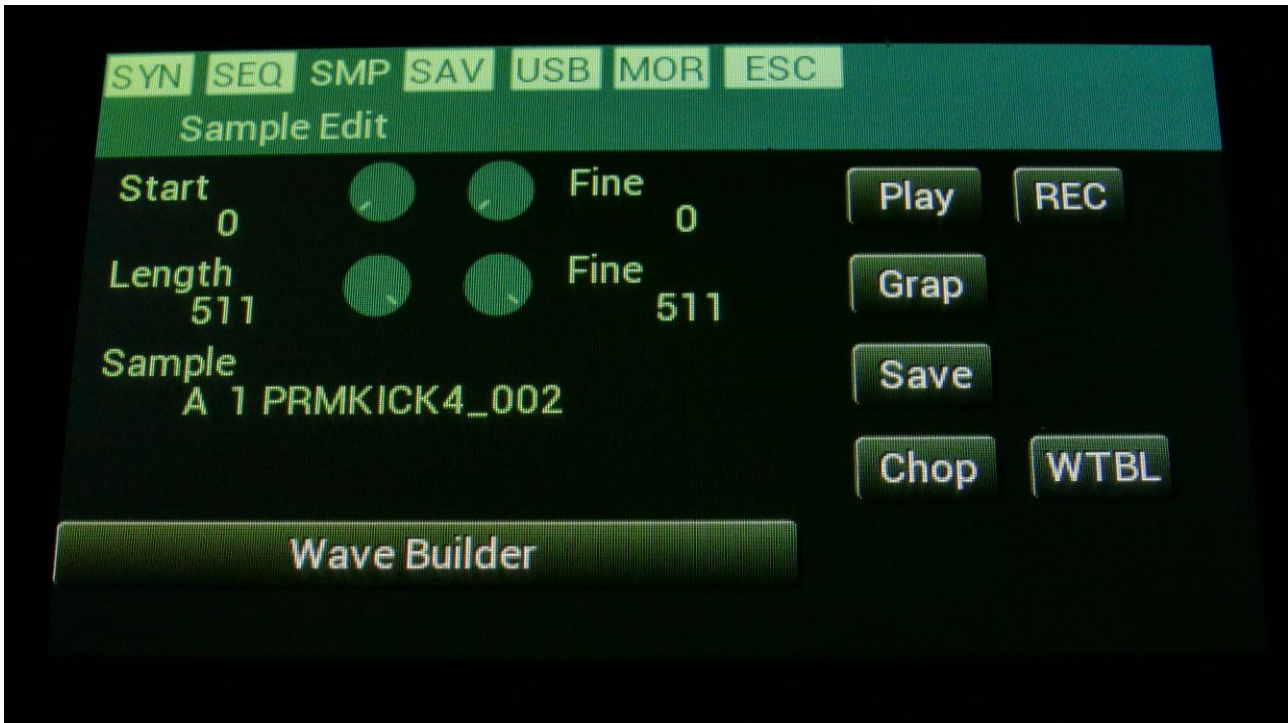 SYN SEQ SMP SAV USB MOR ESC
Sample Edit
Start Fine Play REC
0 0
Length Fine Grap
511 511
Sample Save
A 1 PRMKICK4_002
Chop WTBL
Wave Builder